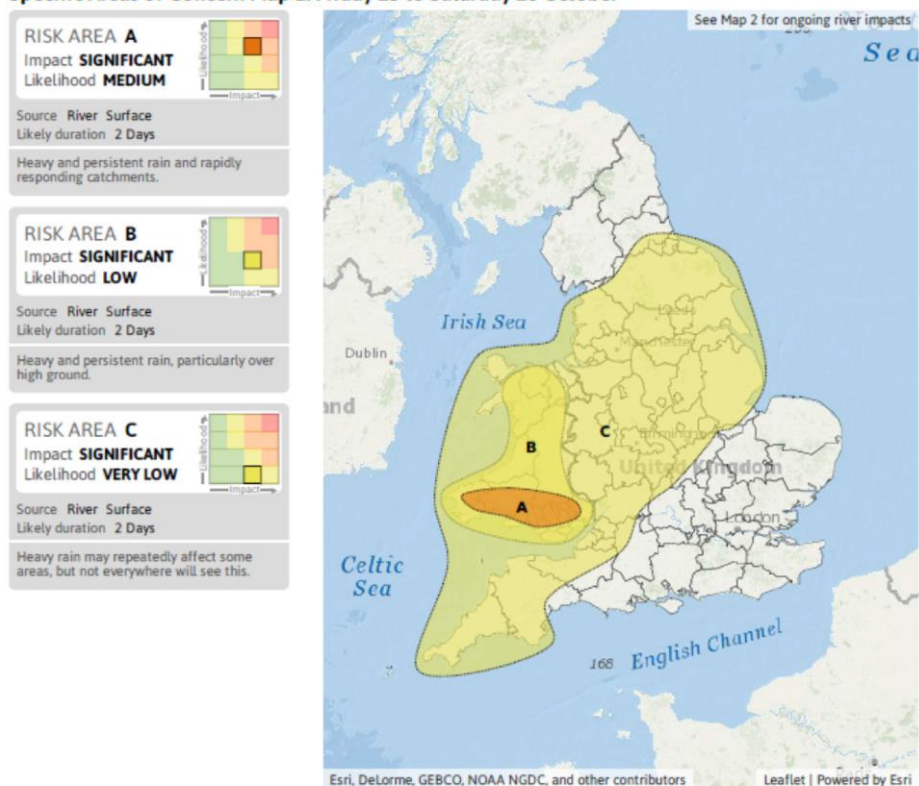 See Map 2 for ongoing river impacts
RISK AREA A
Impact SIGNIFICANT
Likelihood MEDIUM
Likelihood
Impact
Source River Surface
Likely duration 2 Days
Heavy and persistent rain and rapidly
responding catchments.
RISK AREA B
Impact SIGNIFICANT
Likelihood LOW
Likelihood
Impact
Source River Surface
Likely duration 2 Days
Heavy and persistent rain, particularly over
high ground.
RISK AREA C
Impact SIGNIFICANT
Likelihood VERY LOW
Likelihood
Impact
Source River Surface
Likely duration 2 Days
Heavy rain may repeatedly affect some
areas, but not everywhere will see this.
Sea
Irish Sea
Leeds
Manchester
Dublin
and
B
C
United Kingdom
A
London
Celtic
Sea
English Channel
168
Esri, DeLorme, GEBCO, NOAA NGDC, and other contributors
Leaflet | Powered by Esri